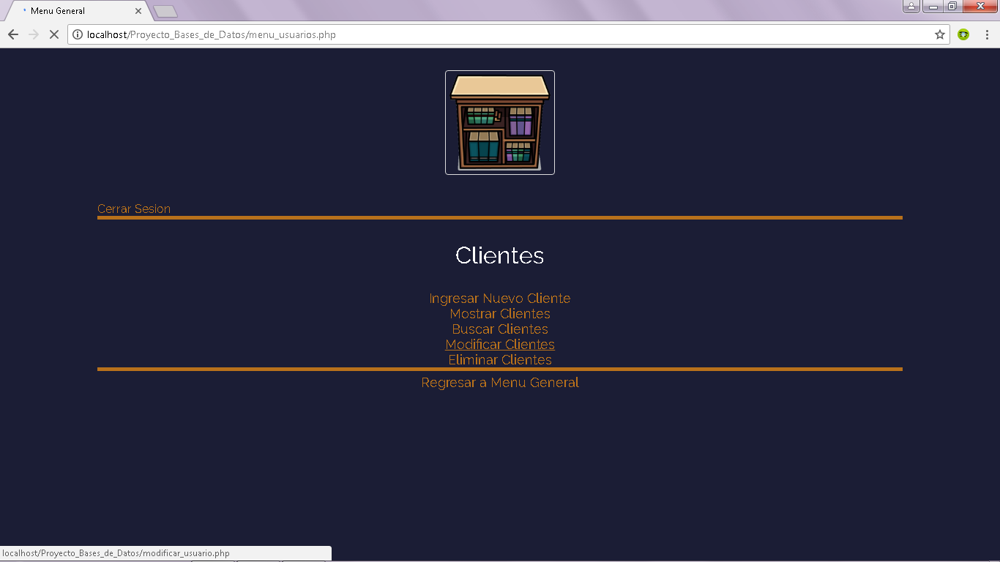 Menu General
localhost/Proyecto_Bases_de_Datos/menu_usuarios.php
Cerrar Sesion
Clientes
Ingresar Nuevo Cliente
Mostrar Clientes
Buscar Clientes
Modificar Clientes
Eliminar Clientes
Regresar a Menu General
localhost/Proyecto_Bases_de_Datos/modificar_usuario.php